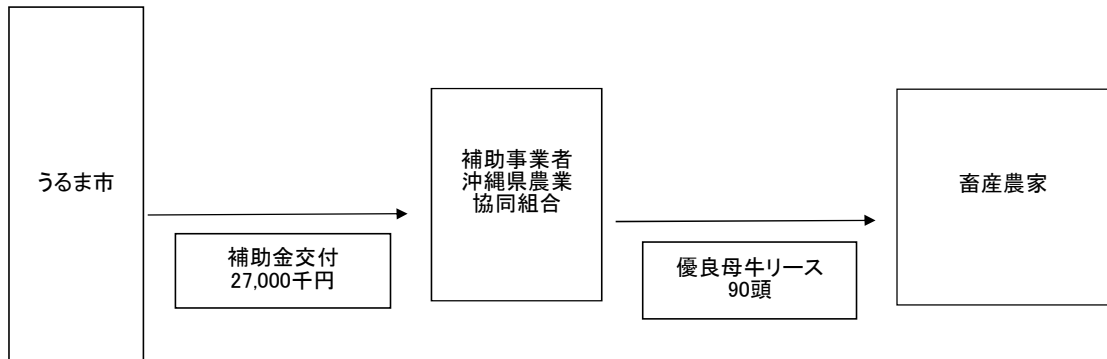 うるま市
補助金交付
27,000千円
補助事業者
沖縄県農業
協同組合
優良母牛リース
90頭
畜産農家